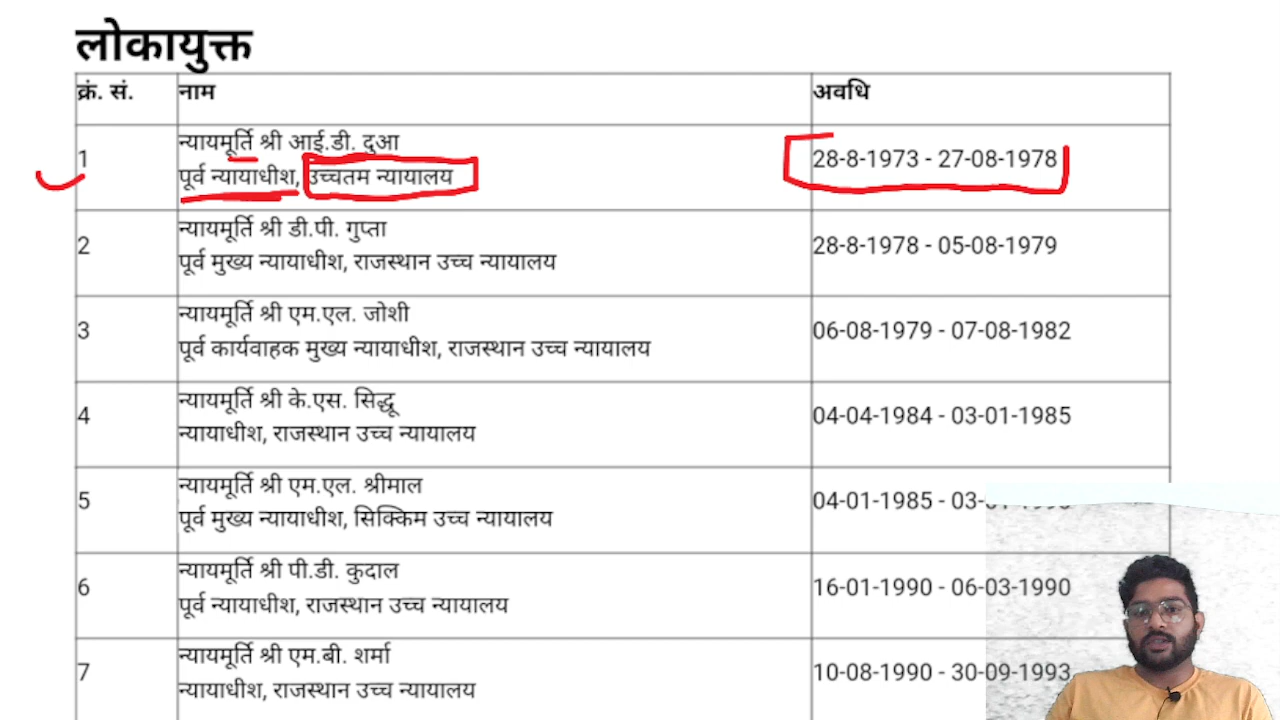 लोकायुक्त
क्रं. सं. नाम अवधि
1 न्यायमूर्ति श्री आई.डी. दुआ
पूर्व न्यायाधीश, उच्चतम न्यायालय 28-8-1973 - 27-08-1978
2 न्यायमूर्ति श्री डी.पी. गुप्ता
पूर्व मुख्य न्यायाधीश, राजस्थान उच्च न्यायालय 28-8-1978 - 05-08-1979
3 न्यायमूर्ति श्री एम.एल. जोशी
पूर्व कार्यवाहक मुख्य न्यायाधीश, राजस्थान उच्च न्यायालय 06-08-1979 - 07-08-1982
4 न्यायमूर्ति श्री के.एस. सिद्धू
न्यायाधीश, राजस्थान उच्च न्यायालय 04-04-1984 - 03-01-1985
5 न्यायमूर्ति श्री एम.एल. श्रीमाल
पूर्व मुख्य न्यायाधीश, सिक्किम उच्च न्यायालय 04-01-1985 -
6 न्यायमूर्ति श्री पी.डी. कुदाल
पूर्व न्यायाधीश, राजस्थान उच्च न्यायालय 16-01-1990 - 06-03-1990
7 न्यायमूर्ति श्री एम.बी. शर्मा
न्यायाधीश, राजस्थान उच्च न्यायालय 10-08-1990 - 30-09-1993